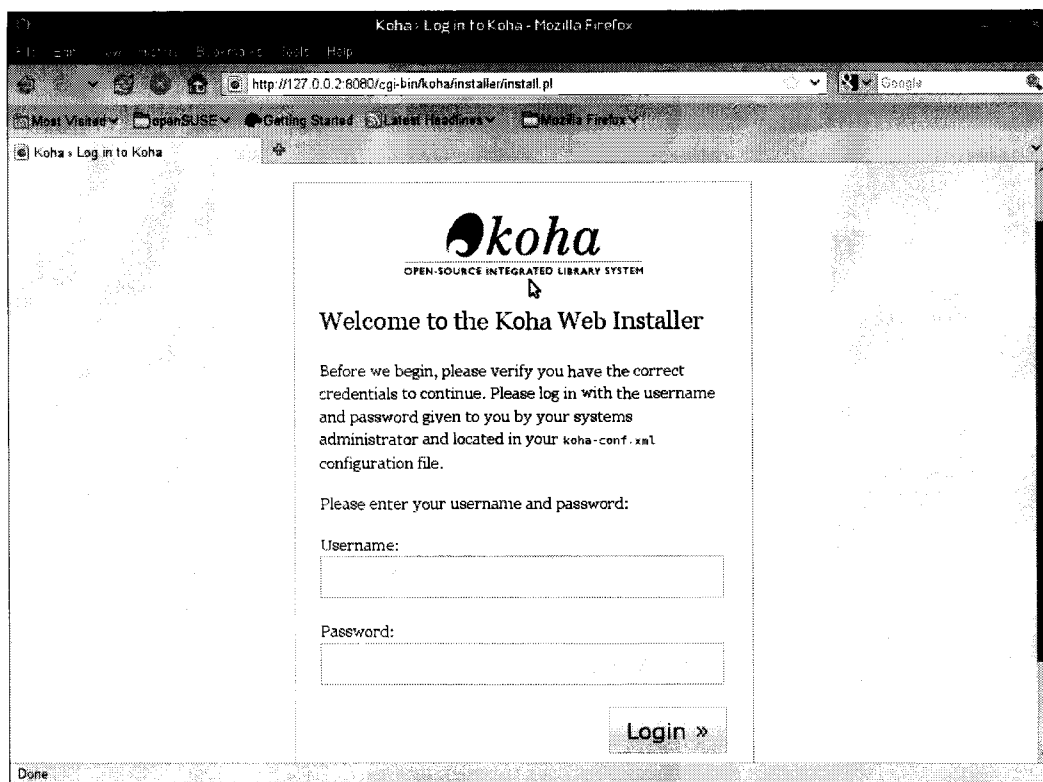 Koha › Log in to Koha - Mozilla Firefox
Bookmarks Tools Help
http://127.0.0.2:8080/cgi-bin/koha/installer/install.pl
Google
Most Visited openSUSE Getting Started Latest Headlines Mozilla Firefox
Koha › Log in to Koha
koha
OPEN-SOURCE INTEGRATED LIBRARY SYSTEM
Welcome to the Koha Web Installer
Before we begin, please verify you have the correct
credentials to continue. Please log in with the username
and password given to you by your systems
administrator and located in your koha-conf.xml
configuration file.
Please enter your username and password:
Username:
Password:
Login »
Done